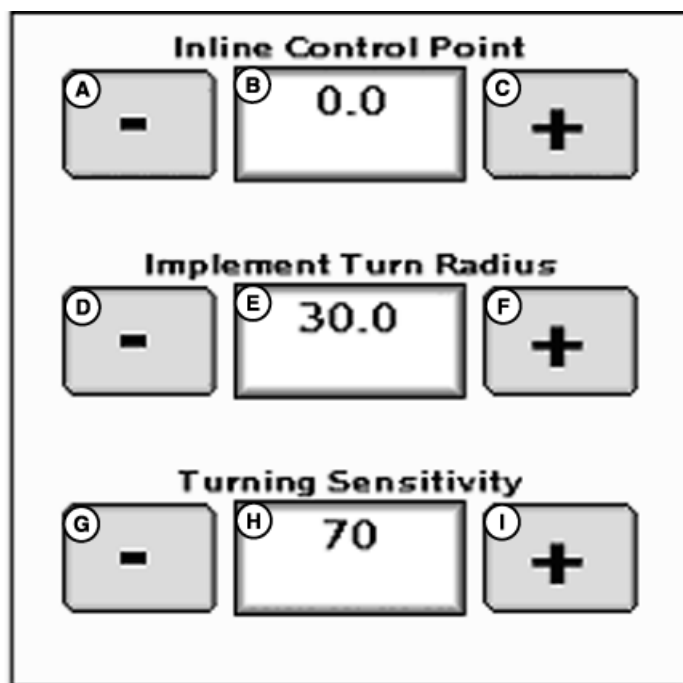 Inline Control Point
A - B 0.0 C +
Implement Turn Radius
D - E 30.0 F +
Turning Sensitivity
G - H 70 I +